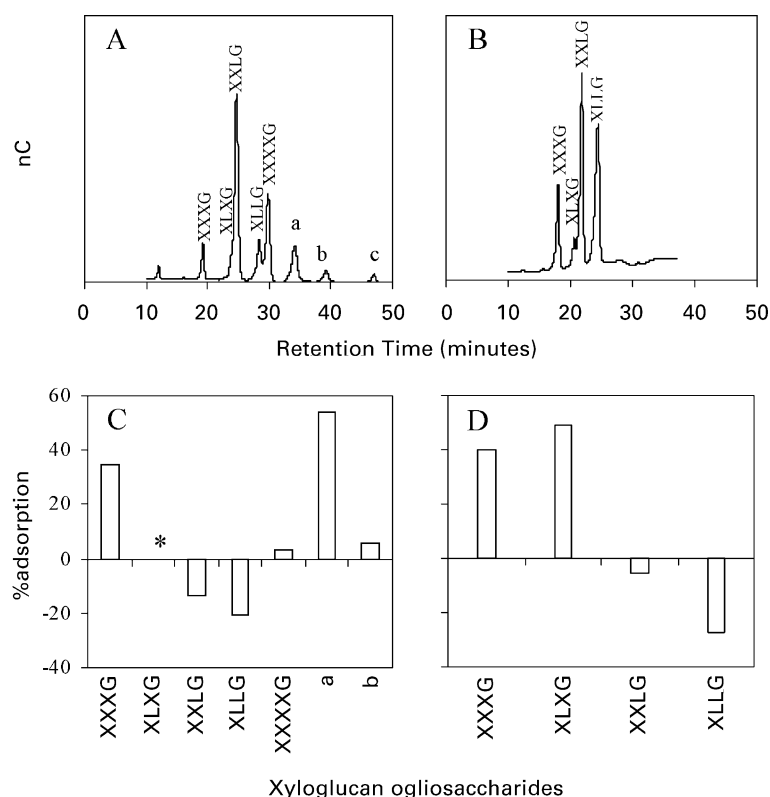 A
XXXG
XLXG
XXLG
XLLG
XXXXG
a
b
c
B
XXXG
XLXG
XXLG
XLLG
nC
0 10 20 30 40 50
0 10 20 30 40 50
Retention Time (minutes)
C
D
%adsorption
60
40
20
0
-20
-40
*
XXXG
XLXG
XXLG
XLLG
XXXXG
a
b
XXXG
XLXG
XXLG
XLLG
Xyloglucan ogliosaccharides